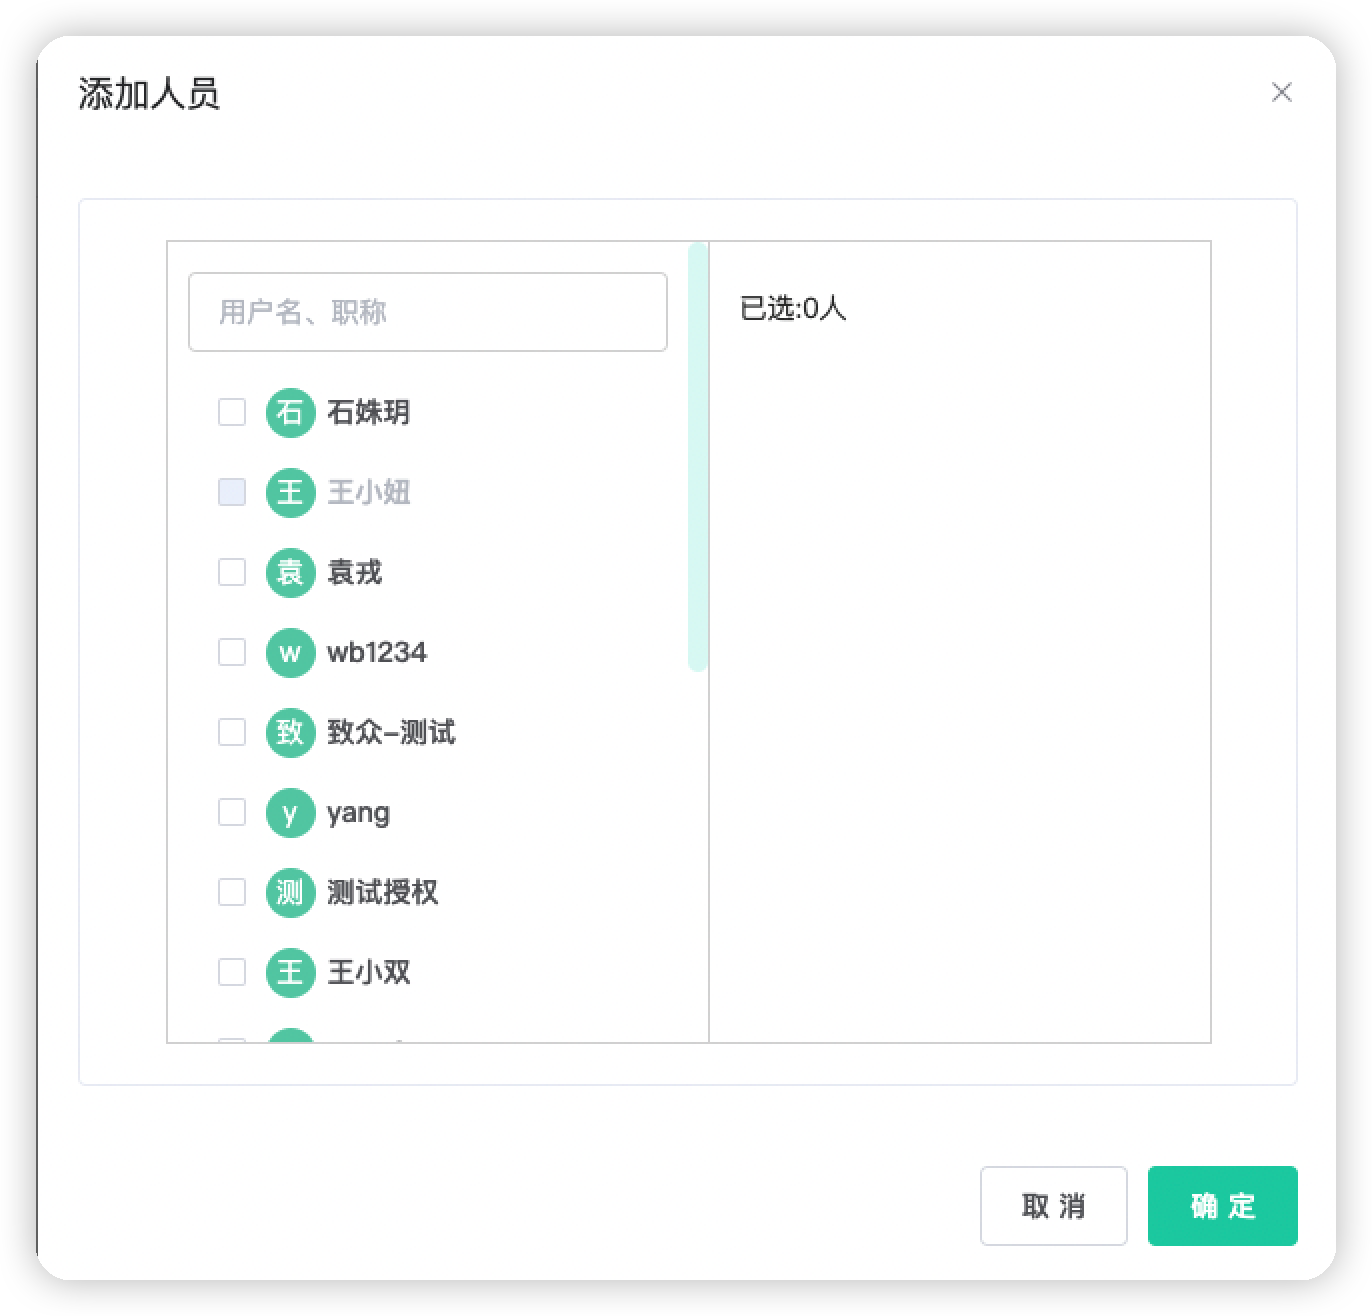 添加人员
用户名、职称
已选:0人
石 石姝玥
王 王小妞
袁 袁戎
w wb1234
致 致众-测试
y yang
测 测试授权
王 王小双
取 消
确 定